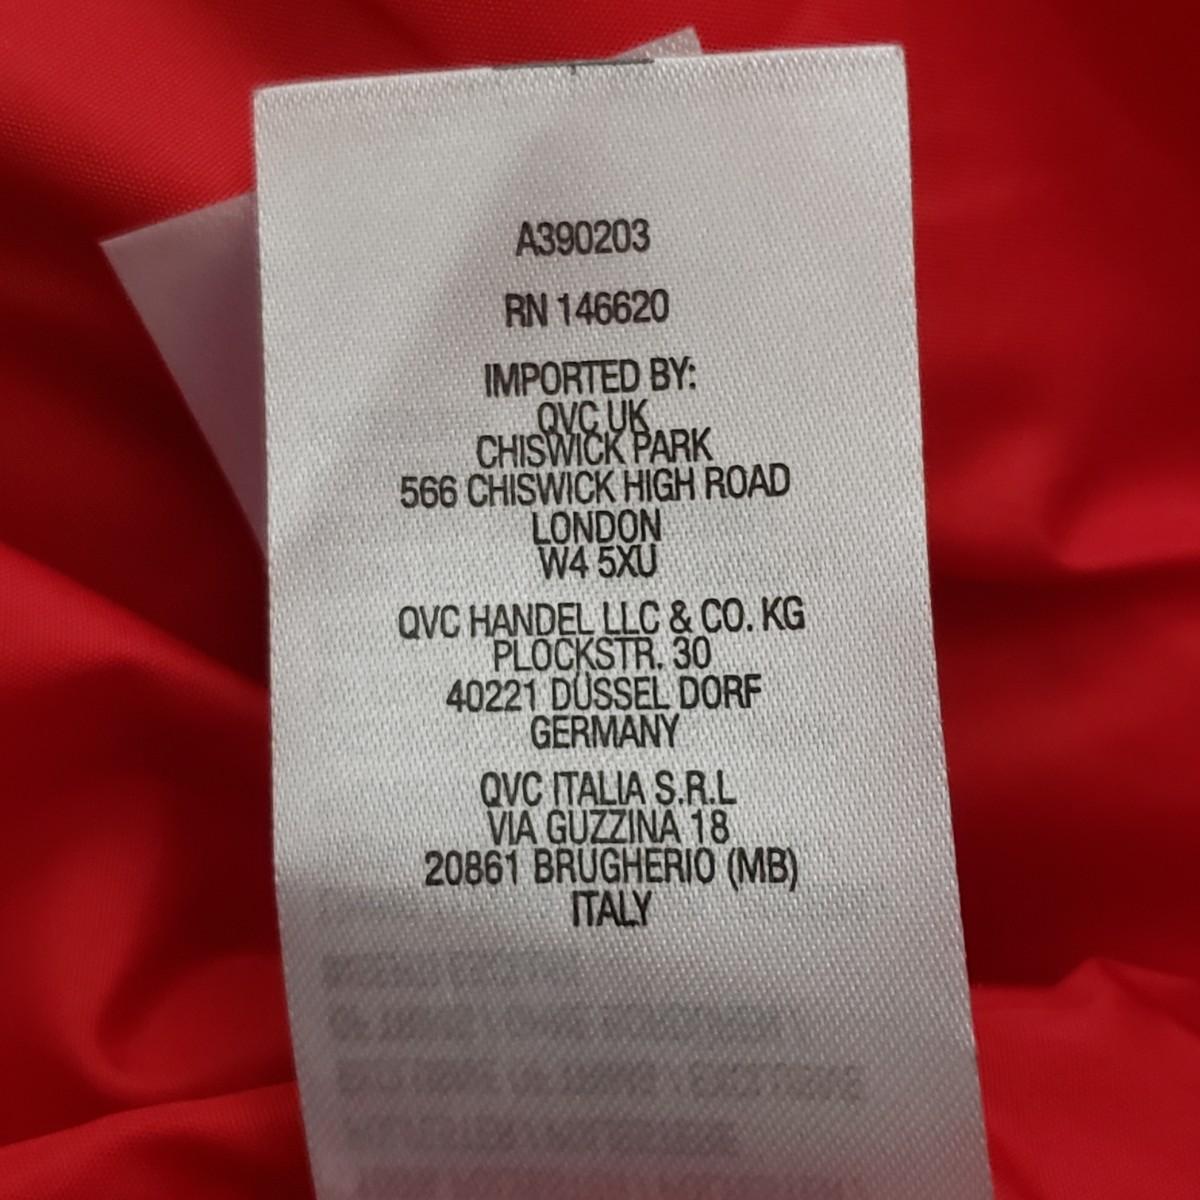 A390203
RN 146620
IMPORTED BY:
QVC UK
CHISWICK PARK
566 CHISWICK HIGH ROAD
LONDON
W4 5XU
QVC HANDEL LLC & CO. KG
PLOCKSTR. 30
40221 DÜSSEL DORF
GERMANY
QVC ITALIA S.R.L
VIA GUZZINA 18
20861 BRUGHERIO (MB)
ITALY